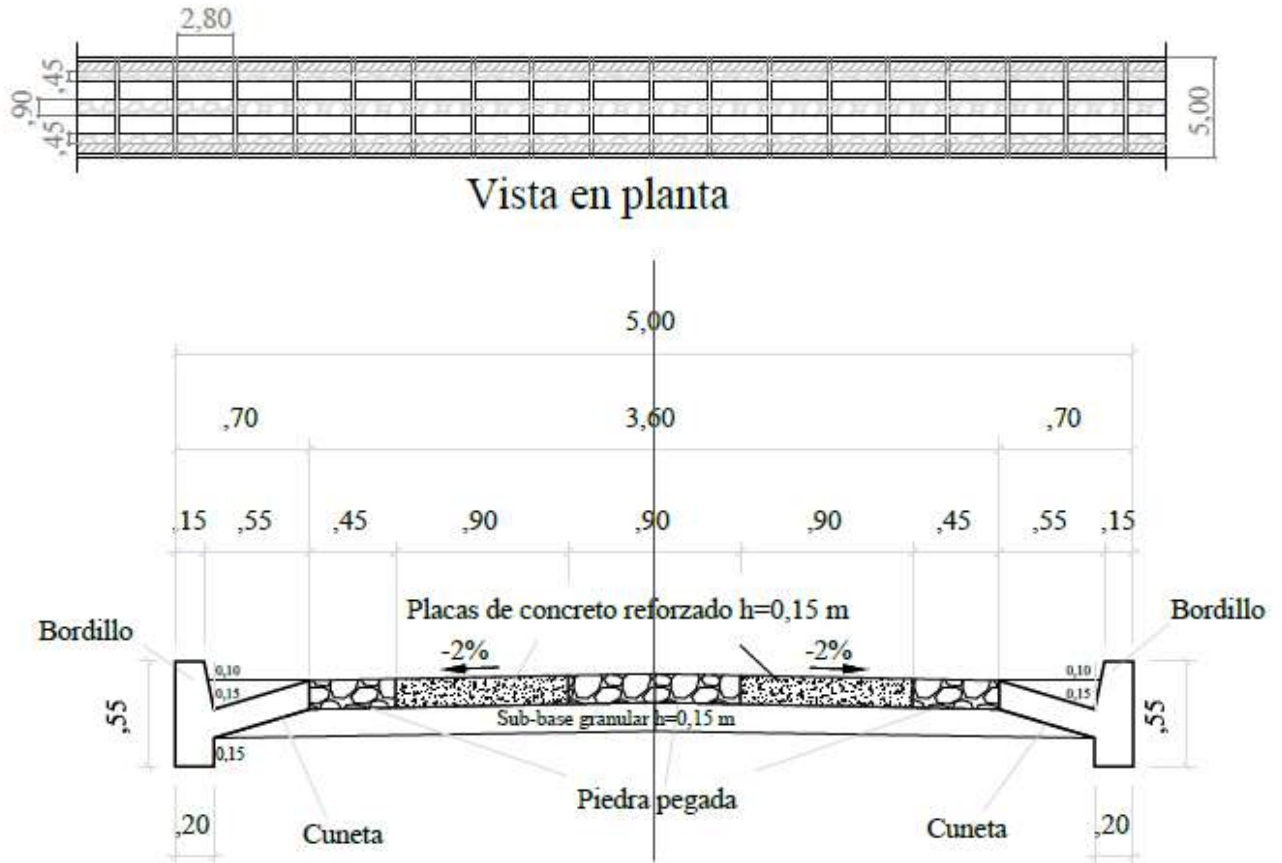 2,80
,45
,90
,45
5,00
Vista en planta
5,00
,70 3,60 ,70
,15 ,55 ,45 ,90 ,90 ,90 ,45 ,55 ,15
Placas de concreto reforzado h=0,15 m
Bordillo Bordillo
-2% -2%
0,10 0,10
0,15 0,15
,55 ,55
Sub-base granular h=0,15 m
0,15
Piedra pegada
,20 Cuneta Cuneta ,20